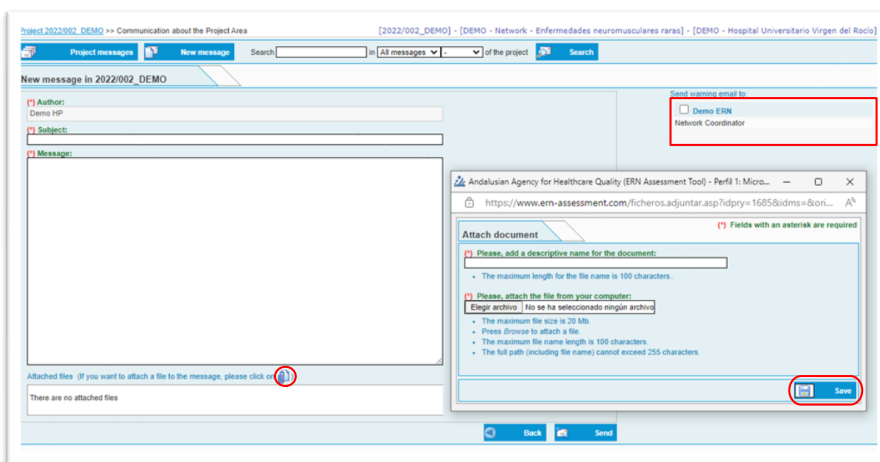 Project 2022/002_DEMO >> Communication about the Project Area
[2022/002_DEMO] - [DEMO - Network - Enfermedades neuromusculares raras] - [DEMO - Hospital Universitario Virgen del Rocío]
Project messages New message Search in All messages - of the project Search
New message in 2022/002_DEMO
(*) Author:
Demo HP
(*) Subject:
(*) Message:
Attached files (If you want to attach a file to the message, please click on )
There are no attached files
Back Send
Send warning email to:
Demo ERN
Network Coordinator
Andalusian Agency for Healthcare Quality (ERN Assessment Tool) - Perfil 1: Micro...
https://www.ern-assessment.com/ficheros.adjuntar.asp?idpry=1685&idms=&ori...
(*) Fields with an asterisk are required
Attach document
(*) Please, add a descriptive name for the document:
The maximum length for the file name is 100 characters..
(*) Please, attach the file from your computer:
Elegir archivo No se ha seleccionado ningún archivo
The maximum file size is 20 Mb.
Press Browse to attach a file.
The maximum file name length is 100 characters.
The full path (including file name) cannot exceed 255 characters.
Save